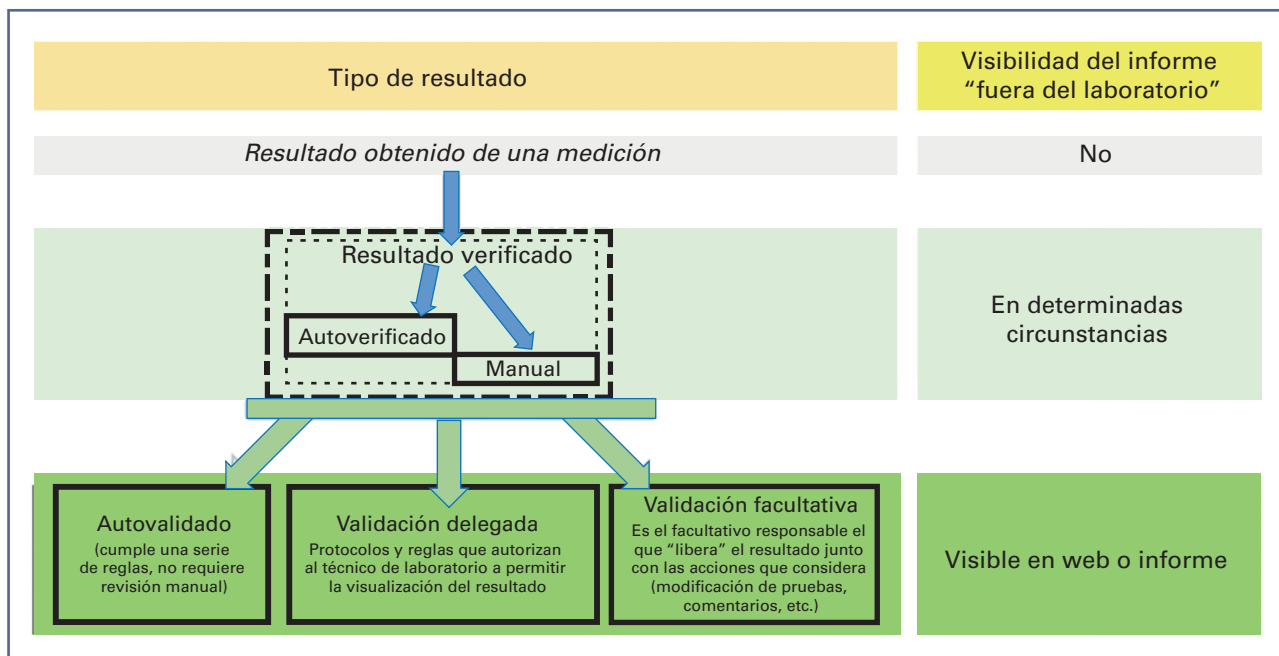 Tipo de resultado
Visibilidad del informe
“fuera del laboratorio”
Resultado obtenido de una medición
No
Resultado verificado
Autoverificado
Manual
En determinadas
circunstancias
Autovalidado
(cumple una serie
de reglas, no requiere
revisión manual)
Validación delegada
Protocolos y reglas que autorizan
al técnico de laboratorio a permitir
la visualización del resultado
Validación facultativa
Es el facultativo responsable el
que “libera” el resultado junto
con las acciones que considera
(modificación de pruebas,
comentarios, etc.)
Visible en web o informe